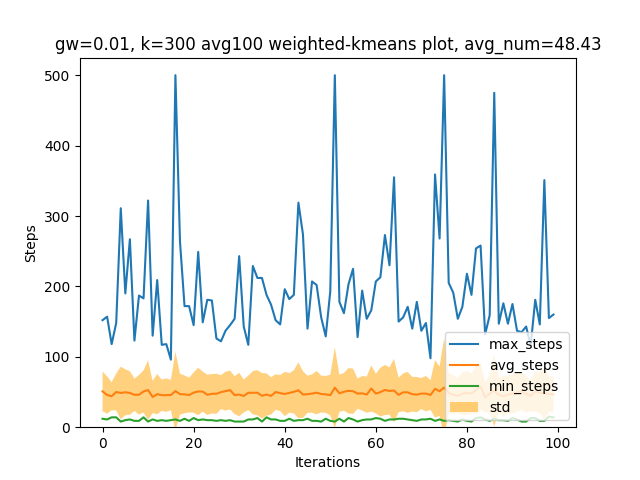 gw=0.01, k=300 avg100 weighted-kmeans plot, avg_num=48.43
500
400
300
200
100
0
Steps
0
20
40
60
80
100
Iterations
max_steps
avg_steps
min_steps
std